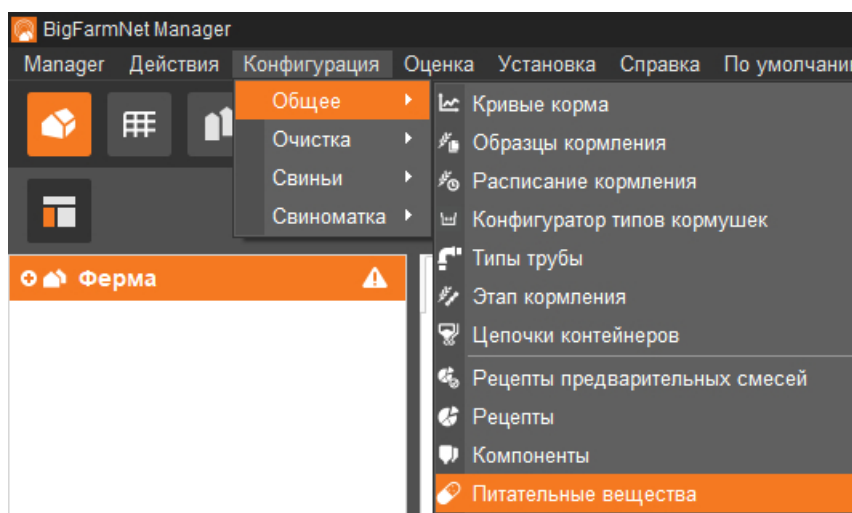 BigFarmNet Manager
Manager Действия Конфигурация Оценка Установка Справка По умолчани
Общее
Очистка
Свиньи
Свиноматка
Кривые корма
Образцы кормления
Расписание кормления
Конфигуратор типов кормушек
Типы трубы
Этап кормления
Цепочки контейнеров
Рецепты предварительных смесей
Рецепты
Компоненты
Питательные вещества
Ферма